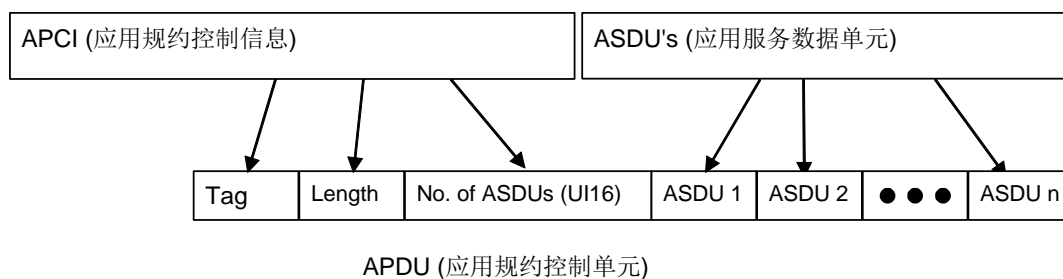 APCI (应用规约控制信息)
ASDU's (应用服务数据单元)
Tag
Length
No. of ASDUs (UI16)
ASDU 1
ASDU 2
ASDU n
APDU (应用规约控制单元)